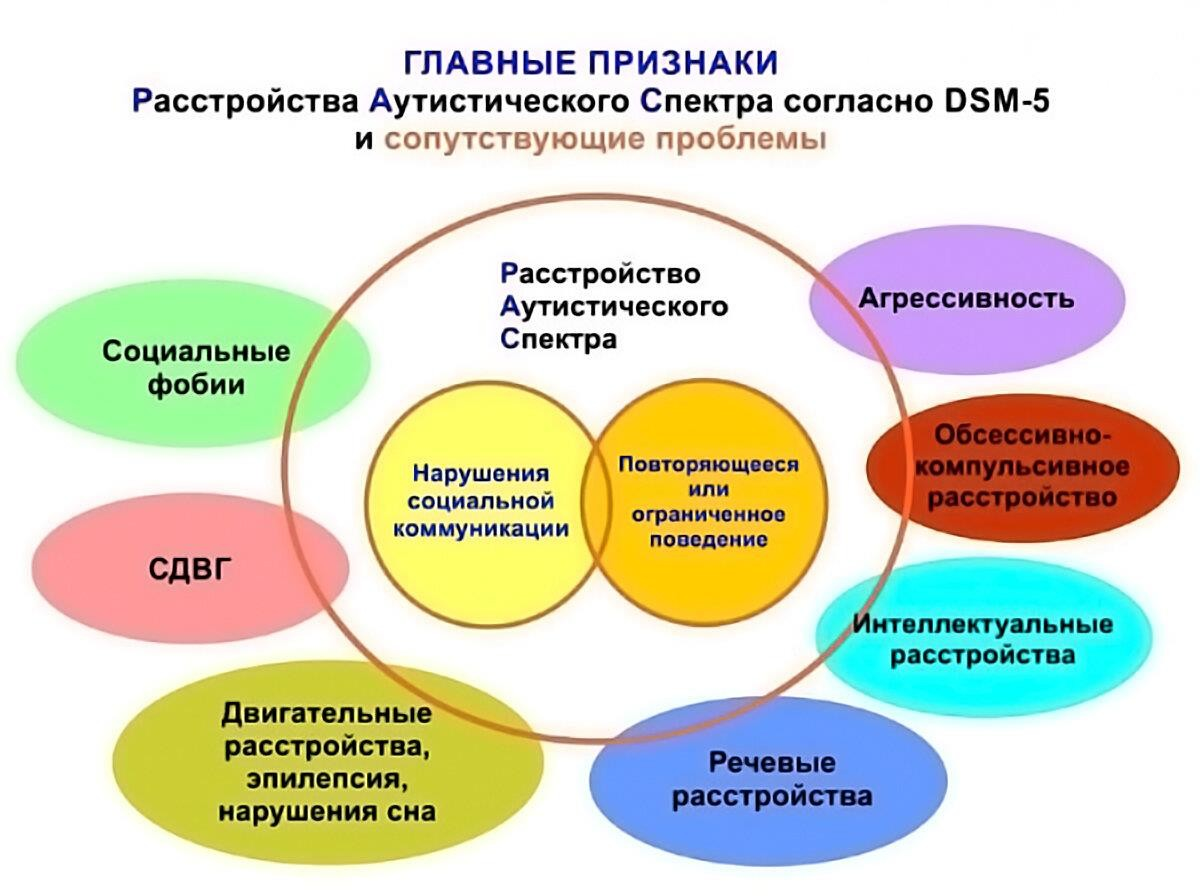 ГЛАВНЫЕ ПРИЗНАКИ
Расстройства Аутистического Спектра согласно DSM-5
и сопутствующие проблемы
Расстройство
Аутистического
Спектра
Агрессивность
Социальные
фобии
Обсессивно-
компульсивное
расстройство
Нарушения
социальной
коммуникации
Повторяющееся
или
ограниченное
поведение
СДВГ
Интеллектуальные
расстройства
Двигательные
расстройства,
эпилепсия,
нарушения сна
Речевые
расстройства